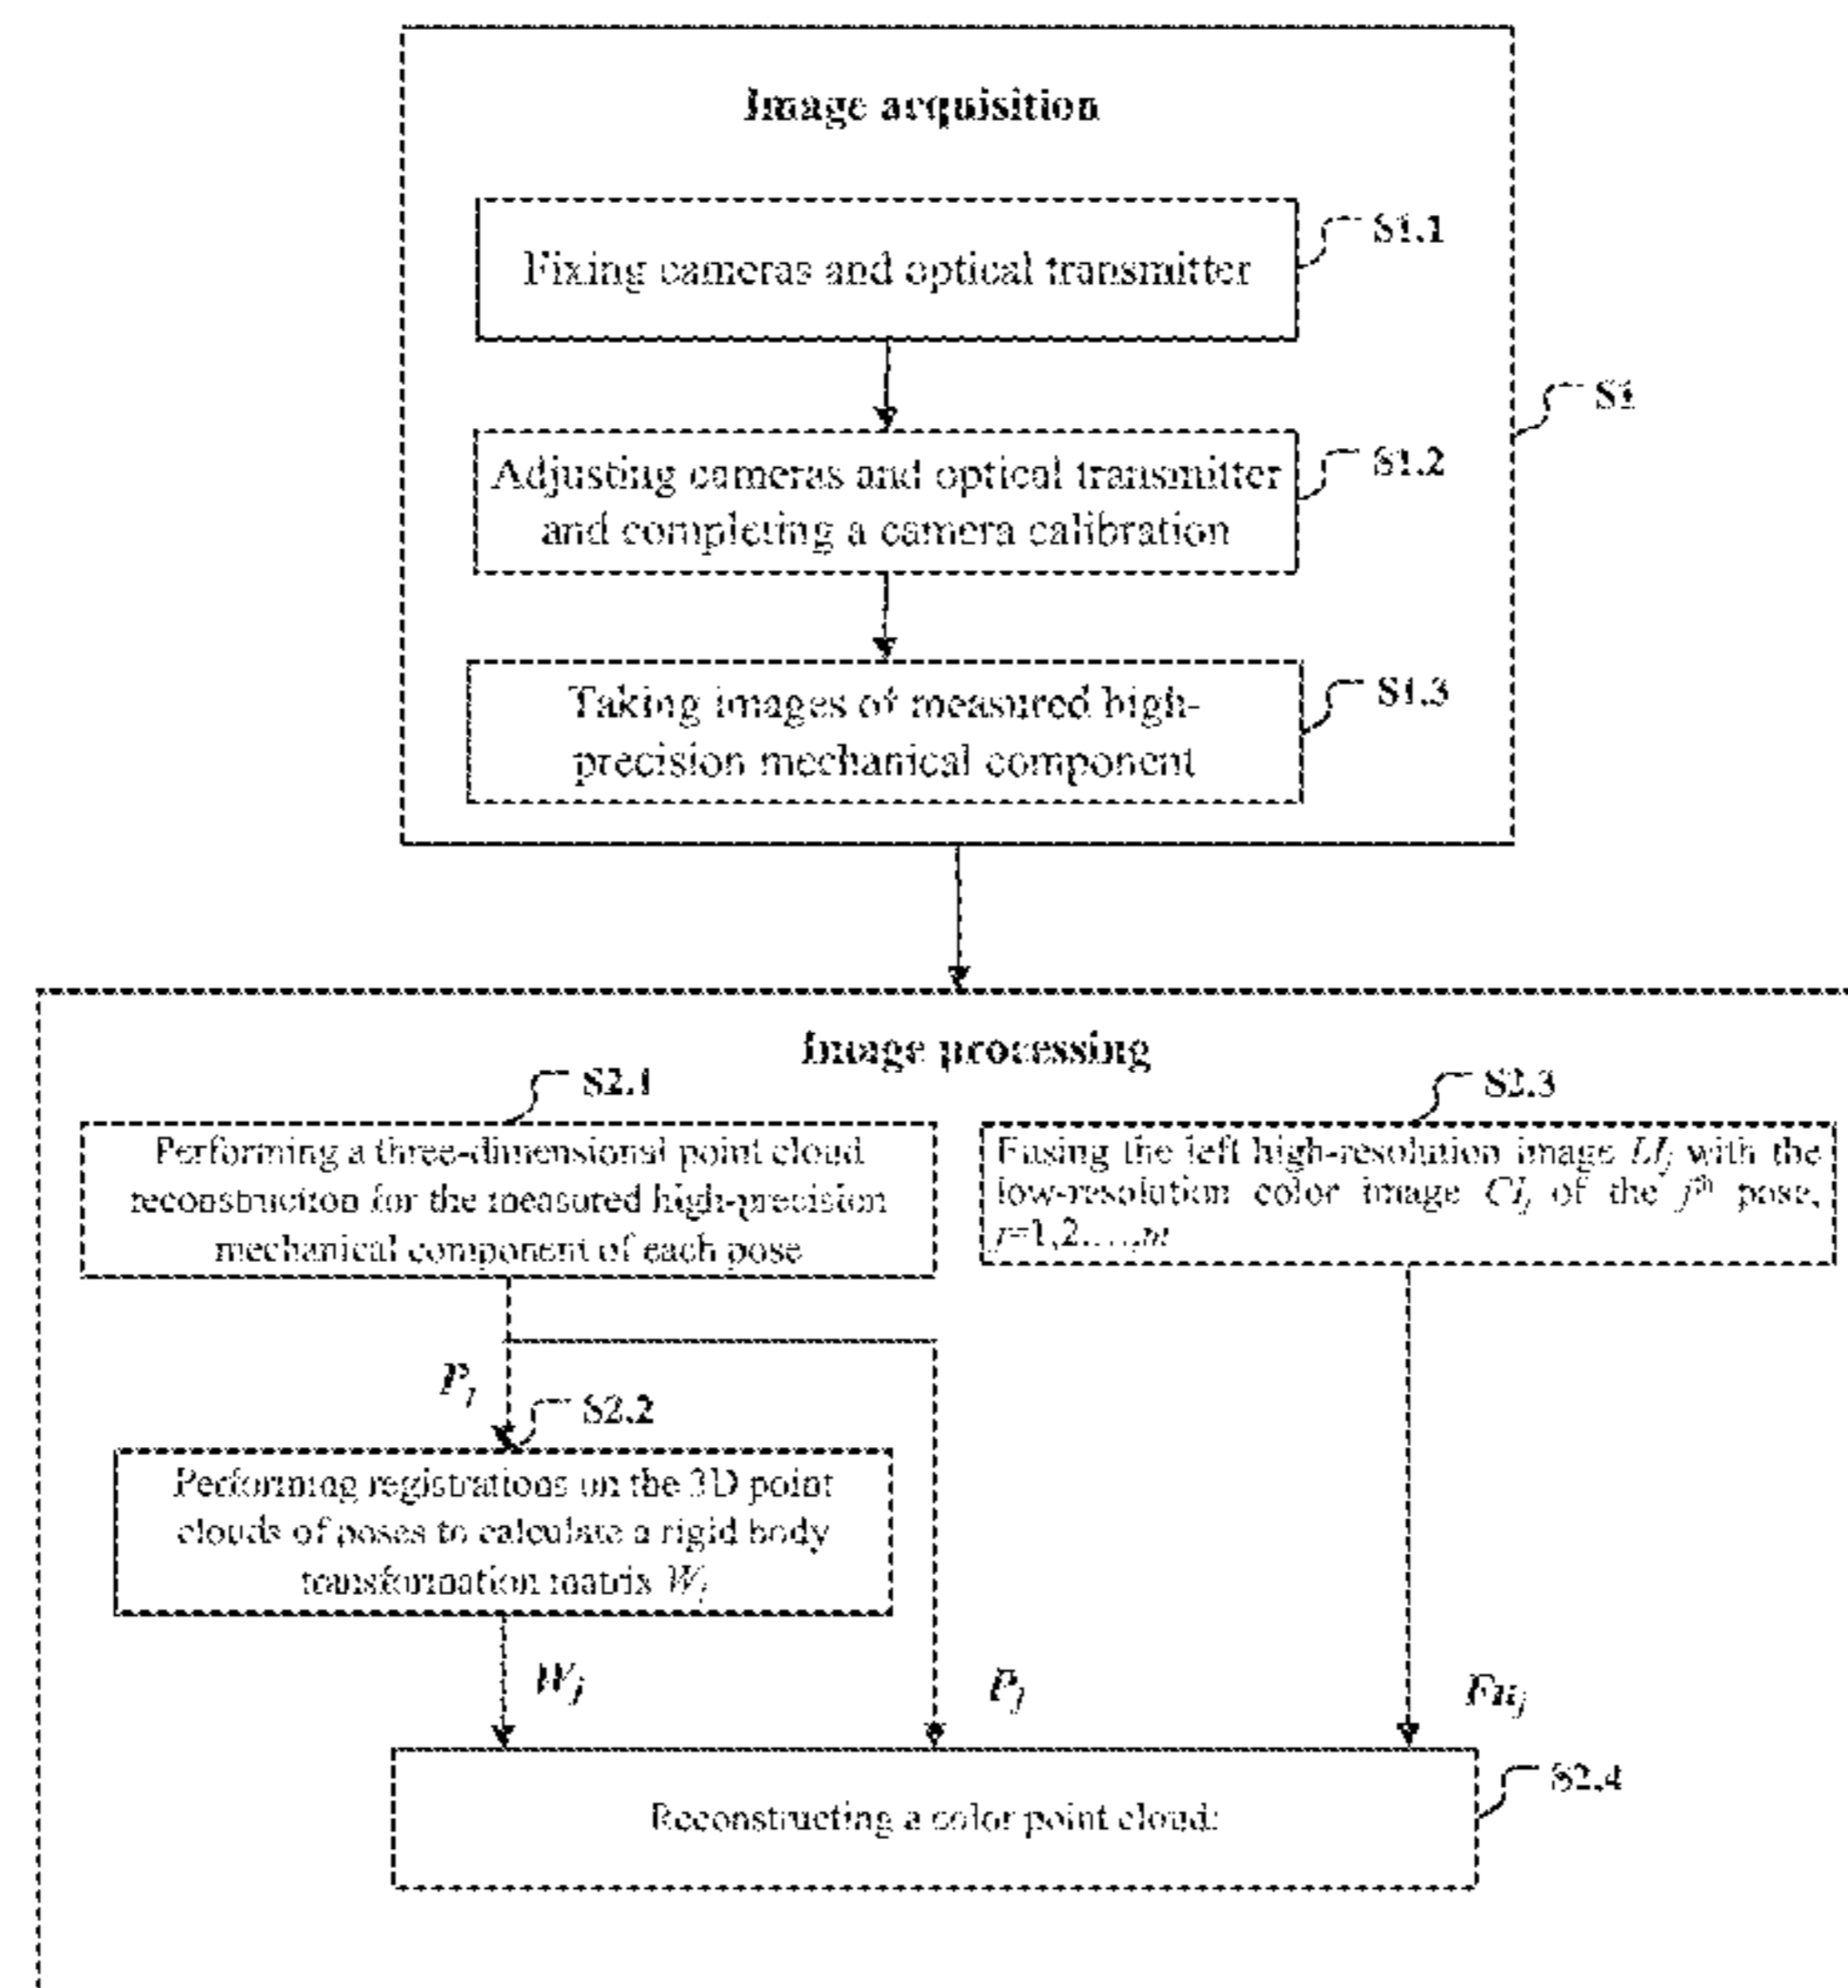 Image acquisition
Fixing cameras and optical transmitter
S1.1
Adjusting cameras and optical transmitter
and completing a camera calibration
S1.2
S1
Taking images of measured high-
precision mechanical component
S1.3
Image processing
S2.1
Performing a three-dimensional point cloud
reconstruction for the measured high-precision
mechanical component of each pose
S2.3
Fusing the left high-resolution image LIj with the
low-resolution color image CIj of the jth pose,
j=1,2....,m
Pj
S2.2
Performing registrations on the 3D point
clouds of poses to calculate a rigid body
transformation matrix Wj
Wj
Pj
Fuj
Reconstructing a color point cloud:
S2.4